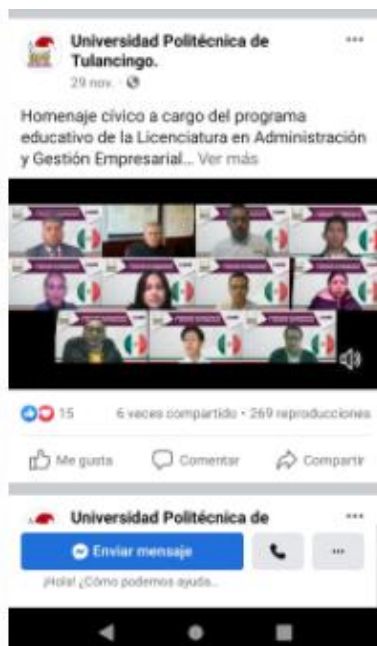 Universidad Politécnica de
Tulancingo.
29 nov. ·
Homenaje cívico a cargo del programa
educativo de la Licenciatura en Administración
y Gestión Empresarial... Ver más
15
6 veces compartido • 269 reproducciones
Me gusta
Comentar
Compartir
Universidad Politécnica de
Enviar mensaje
¡Hola! ¿Cómo podemos ayuda...